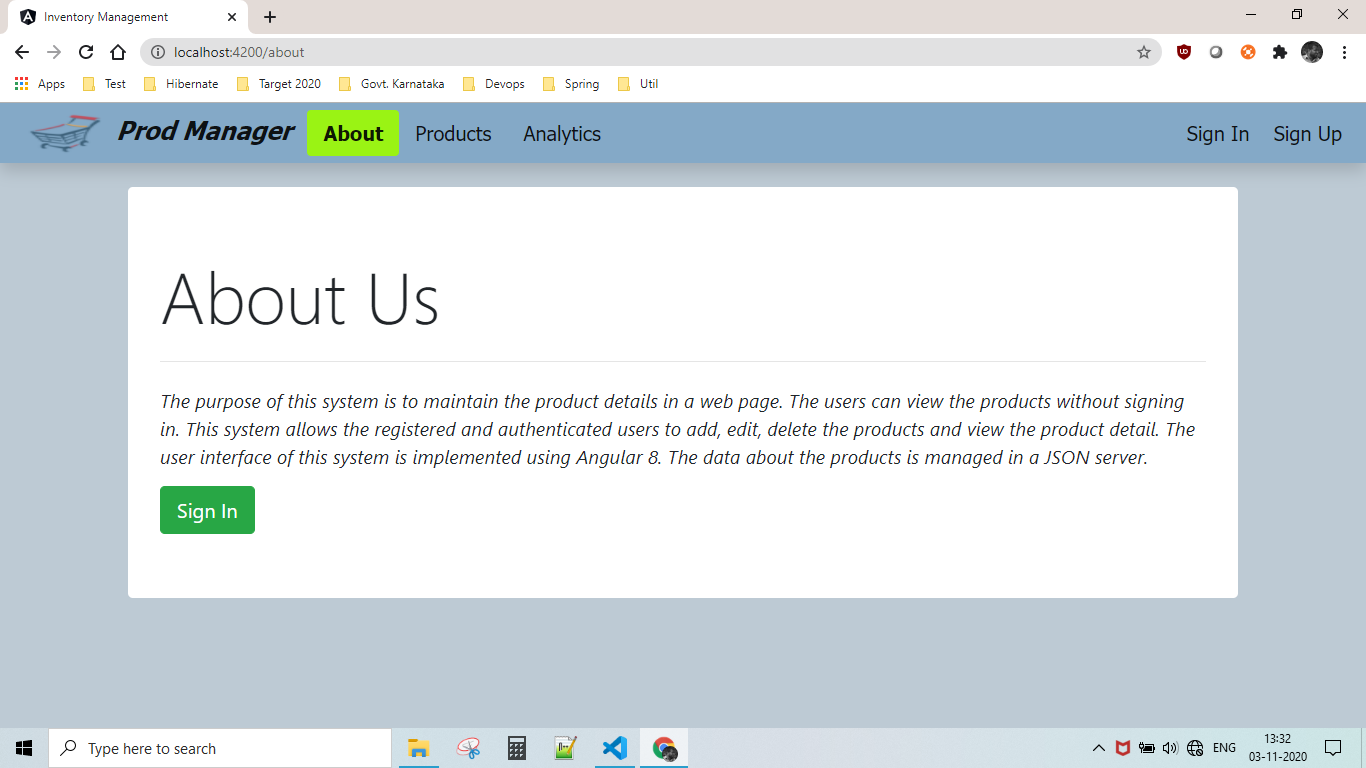 Inventory Management
localhost:4200/about
Apps Test Hibernate Target 2020 Govt. Karnataka Devops Spring Util
Prod Manager About Products Analytics Sign In Sign Up
About Us
The purpose of this system is to maintain the product details in a web page. The users can view the products without signing
in. This system allows the registered and authenticated users to add, edit, delete the products and view the product detail. The
user interface of this system is implemented using Angular 8. The data about the products is managed in a JSON server.
Sign In
Type here to search
ENG
13:32
03-11-2020